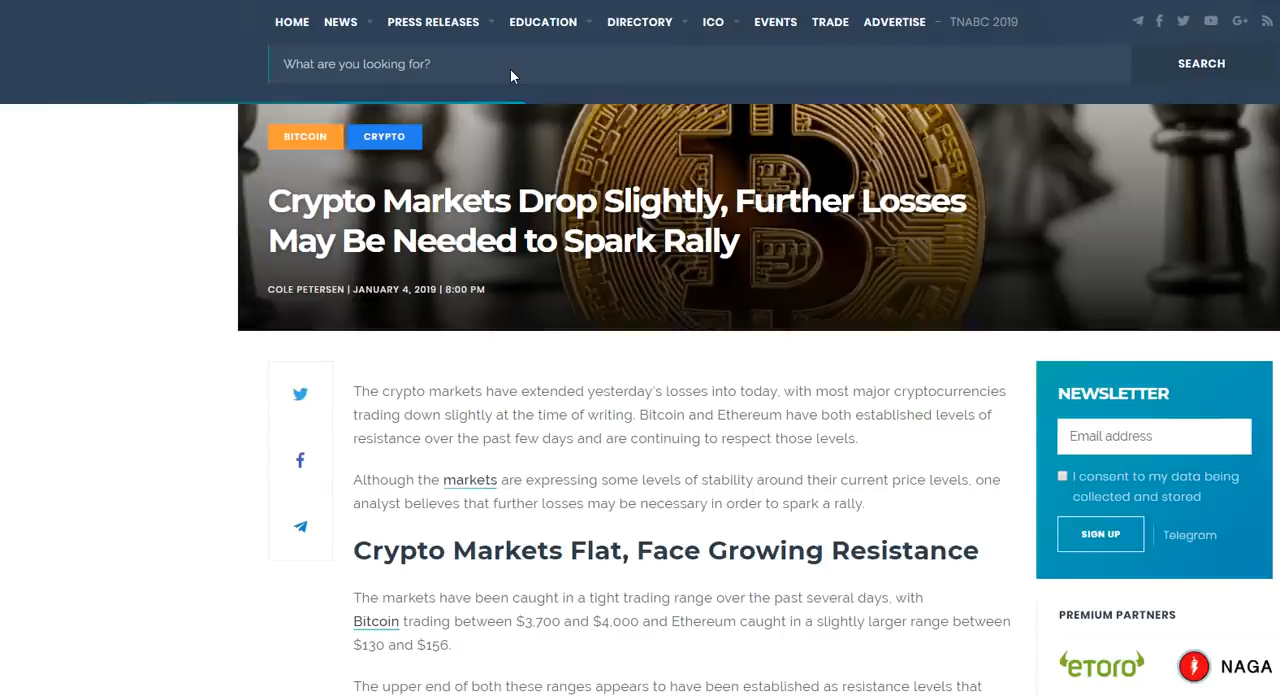 HOME NEWS PRESS RELEASES EDUCATION DIRECTORY ICO EVENTS TRADE ADVERTISE – TNABC 2019
What are you looking for?
SEARCH
BITCOIN
CRYPTO
Crypto Markets Drop Slightly, Further Losses
May Be Needed to Spark Rally
COLE PETERSEN | JANUARY 4, 2019 | 8:00 PM
The crypto markets have extended yesterday's losses into today, with most major cryptocurrencies
trading down slightly at the time of writing. Bitcoin and Ethereum have both established levels of
resistance over the past few days and are continuing to respect those levels.
Although the markets are expressing some levels of stability around their current price levels, one
analyst believes that further losses may be necessary in order to spark a rally.
Crypto Markets Flat, Face Growing Resistance
The markets have been caught in a tight trading range over the past several days, with
Bitcoin trading between $3,700 and $4,000 and Ethereum caught in a slightly larger range between
$130 and $156.
The upper end of both these ranges appears to have been established as resistance levels that
NEWSLETTER
Email address
I consent to my data being
collected and stored
SIGN UP
Telegram
PREMIUM PARTNERS
eToro
NAGA